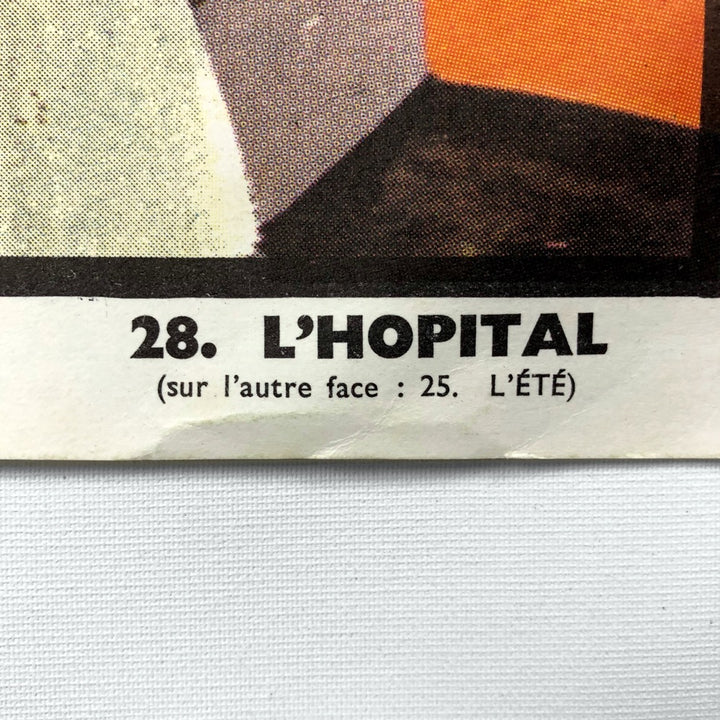 28. L'HOPITAL
(sur l'autre face : 25. L'ÉTÉ)